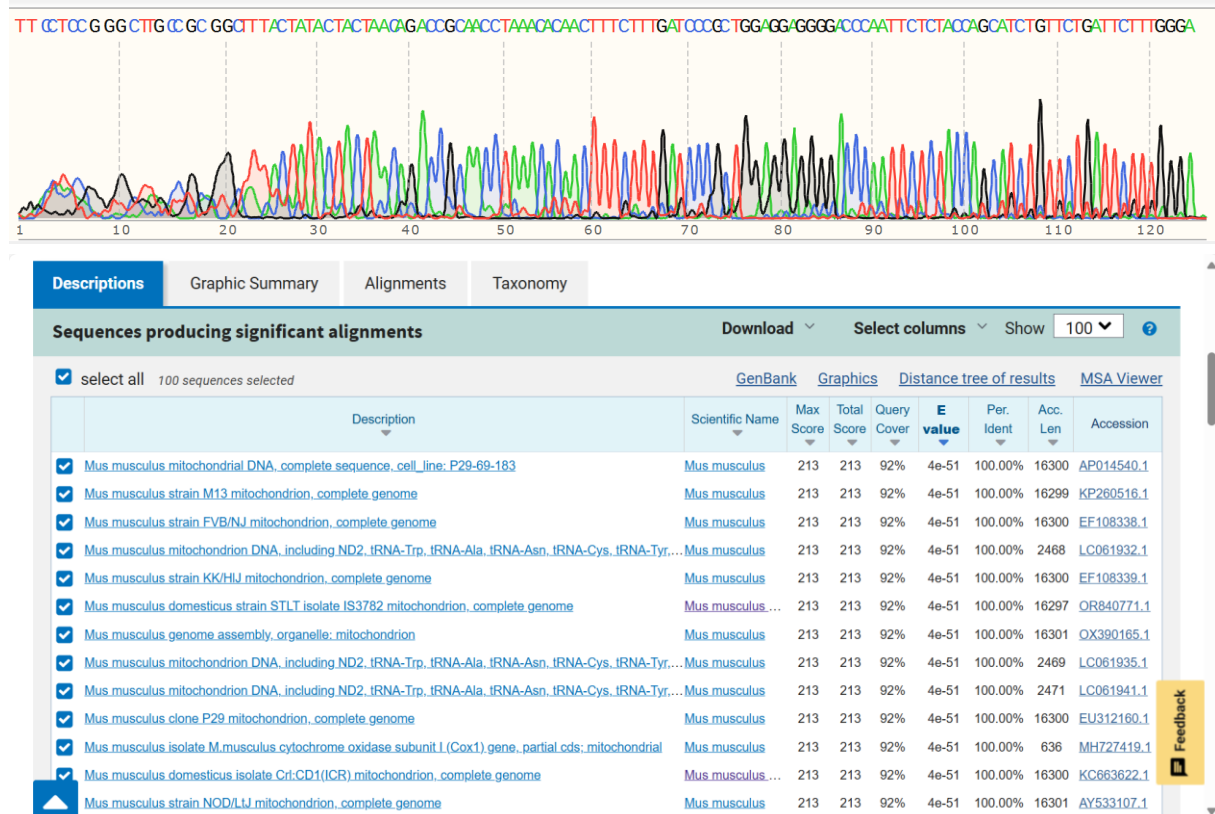 TT CCTCCG G GGCTTG CC GC G GGCTTTACTATACTACTAACAGACCGCAACCTAAACACAACTTTCTTTGATCCCGCTGGAGGAGGGGACCCAATTCTCTACCAGCATCTGTTCTGATTCTTTGGGA
1 10 20 30 40 50 60 70 80 90 100 110 120
Descriptions Graphic Summary Alignments Taxonomy
Sequences producing significant alignments Download Select columns Show 100
select all 100 sequences selected GenBank Graphics Distance tree of results MSA Viewer
Description Scientific Name Max Score Total Score Query Cover E value Per. Ident Acc. Len Accession
Mus musculus mitochondrial DNA, complete sequence, cell_line: P29-69-183 Mus musculus 213 213 92% 4e-51 100.00% 16300 AP014540.1
Mus musculus strain M13 mitochondrion, complete genome Mus musculus 213 213 92% 4e-51 100.00% 16299 KP260516.1
Mus musculus strain FVB/NJ mitochondrion, complete genome Mus musculus 213 213 92% 4e-51 100.00% 16300 EF108338.1
Mus musculus mitochondrion DNA, including ND2, tRNA-Trp, tRNA-Ala, tRNA-Asn, tRNA-Cys, tRNA-Tyr,... Mus musculus 213 213 92% 4e-51 100.00% 2468 LC061932.1
Mus musculus strain KK/HlJ mitochondrion, complete genome Mus musculus 213 213 92% 4e-51 100.00% 16300 EF108339.1
Mus musculus domesticus strain STLT isolate IS3782 mitochondrion, complete genome Mus musculus ... 213 213 92% 4e-51 100.00% 16297 OR840771.1
Mus musculus genome assembly, organelle: mitochondrion Mus musculus 213 213 92% 4e-51 100.00% 16301 OX390165.1
Mus musculus mitochondrion DNA, including ND2, tRNA-Trp, tRNA-Ala, tRNA-Asn, tRNA-Cys, tRNA-Tyr,... Mus musculus 213 213 92% 4e-51 100.00% 2469 LC061935.1
Mus musculus mitochondrion DNA, including ND2, tRNA-Trp, tRNA-Ala, tRNA-Asn, tRNA-Cys, tRNA-Tyr,... Mus musculus 213 213 92% 4e-51 100.00% 2471 LC061941.1
Mus musculus clone P29 mitochondrion, complete genome Mus musculus 213 213 92% 4e-51 100.00% 16300 EU312160.1
Mus musculus isolate M.musculus cytochrome oxidase subunit I (Cox1) gene, partial cds; mitochondrial Mus musculus 213 213 92% 4e-51 100.00% 636 MH727419.1
Mus musculus domesticus isolate Crl:CD1(ICR) mitochondrion, complete genome Mus musculus ... 213 213 92% 4e-51 100.00% 16300 KC663622.1
Mus musculus strain NOD/LtJ mitochondrion, complete genome Mus musculus 213 213 92% 4e-51 100.00% 16301 AY533107.1
Feedback